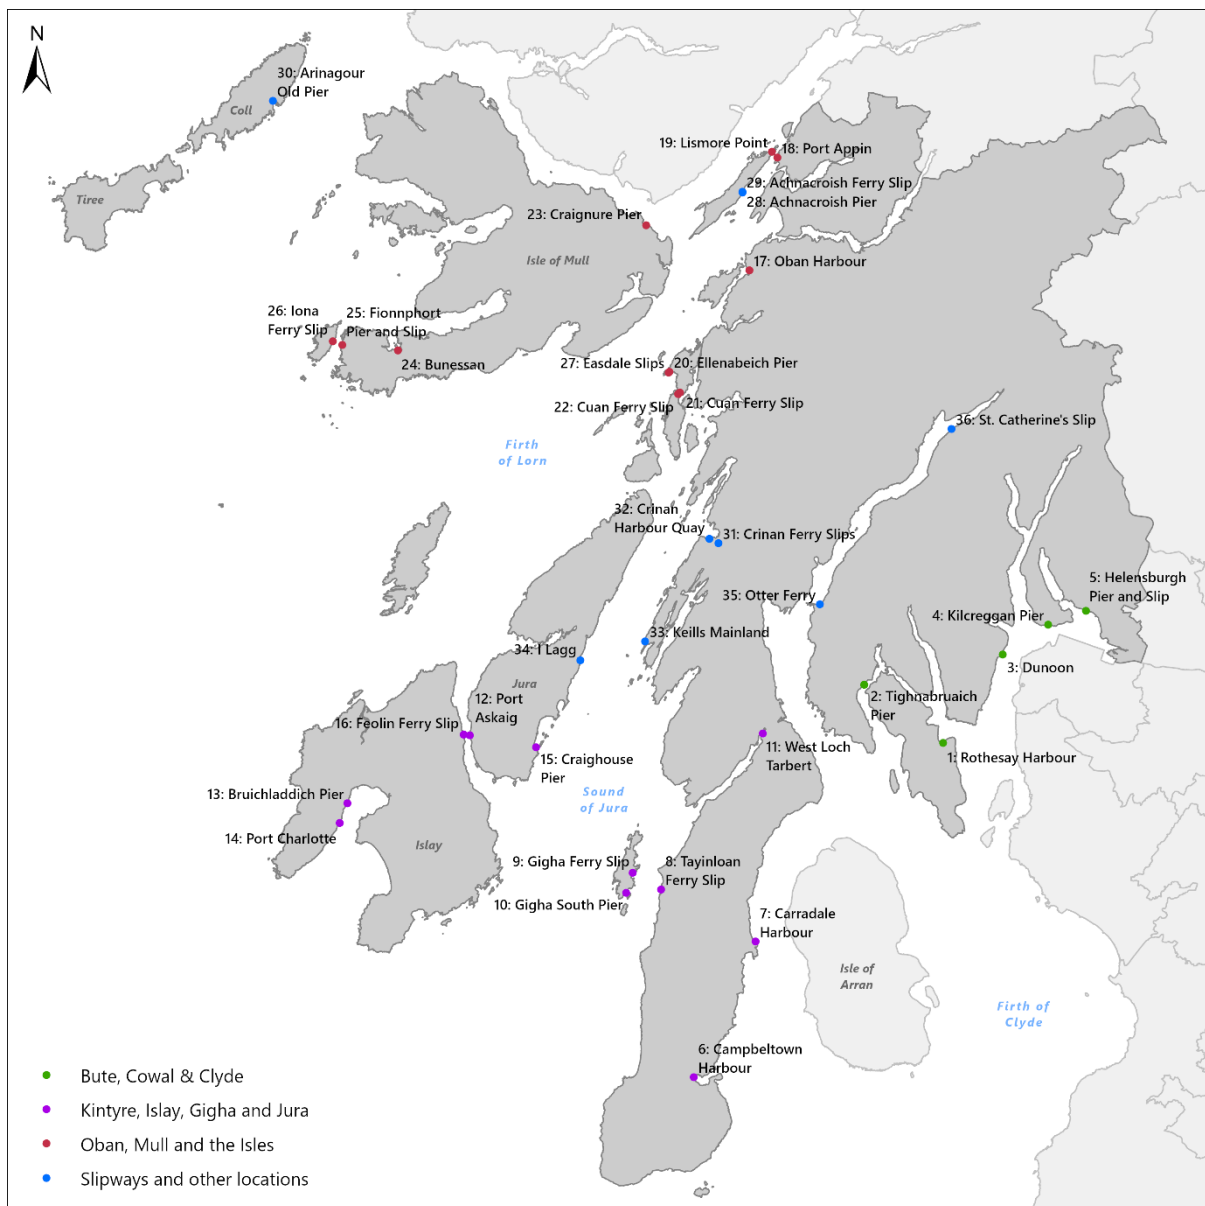 N
30: Arinagour
Old Pier
Coll
Tiree
19: Lismore Point
18: Port Appin
29: Achnacroish Ferry Slip
28: Achnacroish Pier
23: Craignure Pier
Isle of Mull
17: Oban Harbour
26: Iona
Ferry Slip
25: Fionnphort
Pier and Slip
24: Bunessan
27: Easdale Slips
20: Ellenabeich Pier
22: Cuan Ferry Slip
21: Cuan Ferry Slip
36: St. Catherine's Slip
Firth
of Lorn
32: Crinan
Harbour Quay
31: Crinan Ferry Slips
5: Helensburgh
Pier and Slip
35: Otter Ferry
4: Kilcreggan Pier
33: Keills Mainland
34: I Lagg
3: Dunoon
Jura
2: Tighnabruaich
Pier
12: Port
Askaig
16: Feolin Ferry Slip
11: West Loch
Tarbert
1: Rothesay Harbour
15: Craighouse
Pier
13: Bruichladdich Pier
Sound
of Jura
14: Port Charlotte
Islay
9: Gigha Ferry Slip
8: Tayinloan
Ferry Slip
10: Gigha South Pier
7: Carradale
Harbour
Isle of
Arran
Firth of
Clyde
6: Campbeltown
Harbour
Bute, Cowal & Clyde
Kintyre, Islay, Gigha and Jura
Oban, Mull and the Isles
Slipways and other locations